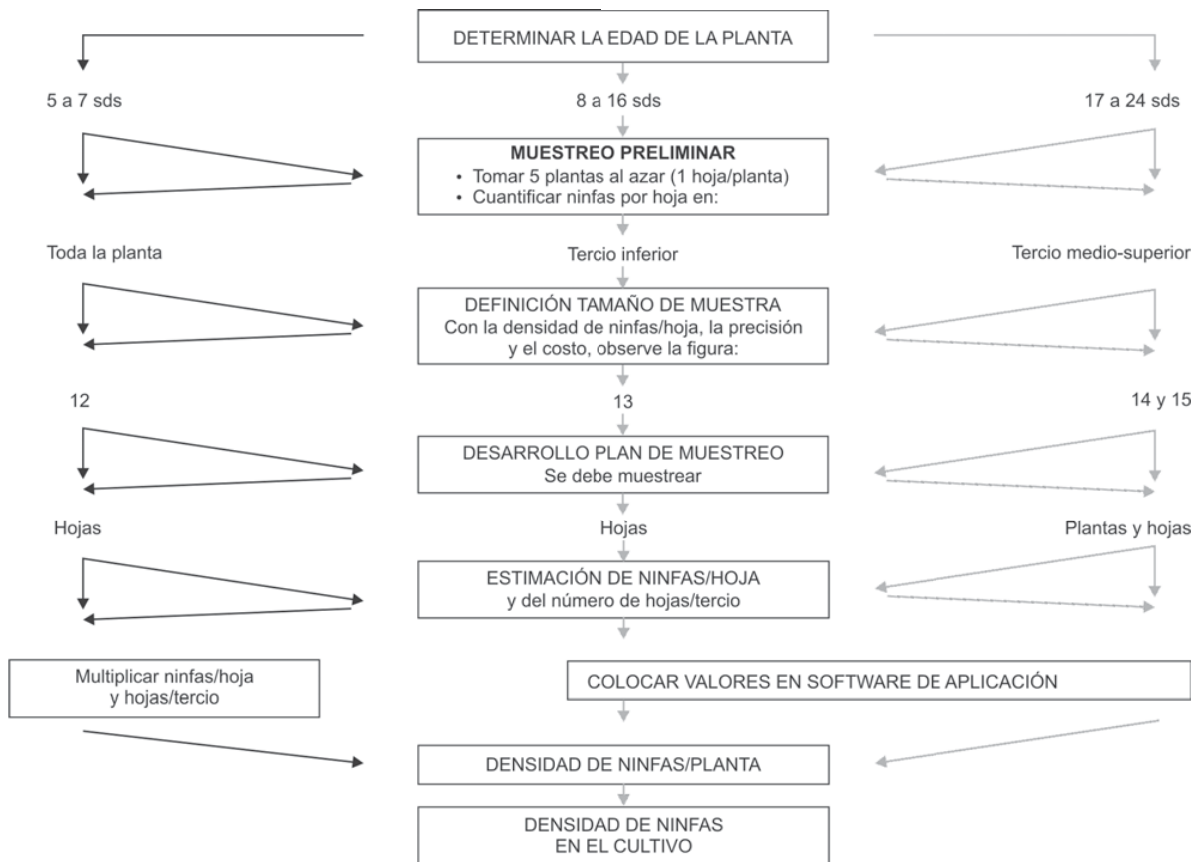 DETERMINAR LA EDAD DE LA PLANTA
5 a 7 sds
8 a 16 sds
17 a 24 sds
MUESTREO PRELIMINAR
• Tomar 5 plantas al azar (1 hoja/planta)
• Cuantificar ninfas por hoja en:
Toda la planta
Tercio inferior
Tercio medio-superior
DEFINICIÓN TAMAÑO DE MUESTRA
Con la densidad de ninfas/hoja, la precisión
y el costo, observe la figura:
12
13
14 y 15
DESARROLLO PLAN DE MUESTREO
Se debe muestrear
Hojas
Hojas
Plantas y hojas
ESTIMACIÓN DE NINFAS/HOJA
y del número de hojas/tercio
Multiplicar ninfas/hoja
y hojas/tercio
COLOCAR VALORES EN SOFTWARE DE APLICACIÓN
DENSIDAD DE NINFAS/PLANTA
DENSIDAD DE NINFAS
EN EL CULTIVO